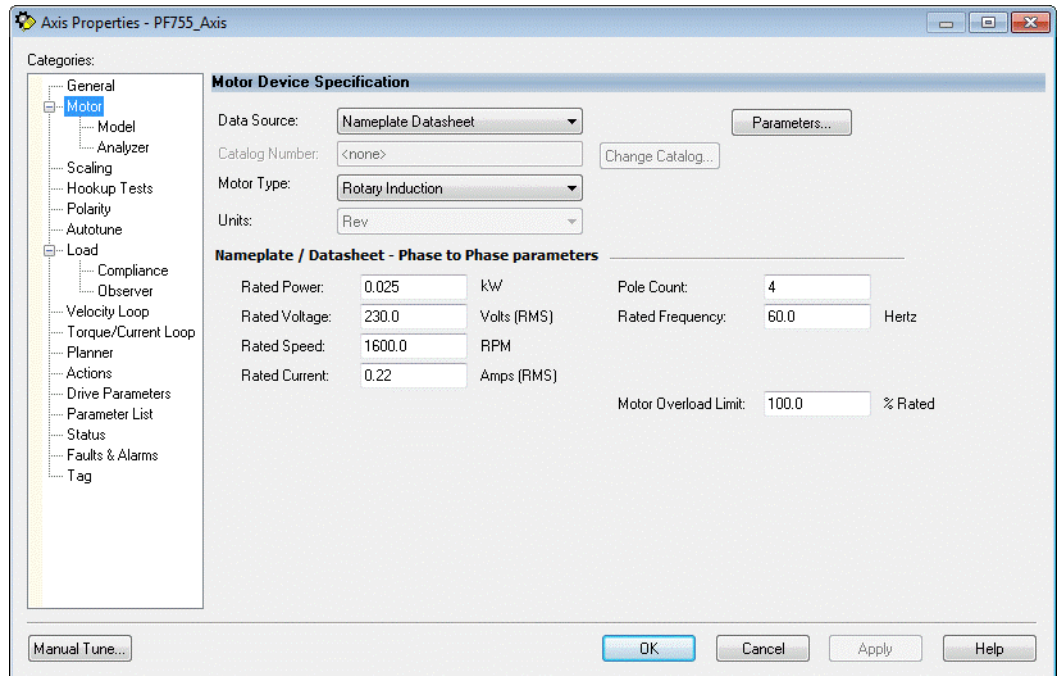 Axis Properties - PF755_Axis
Categories:
General
Motor
Model
Analyzer
Scaling
Hookup Tests
Polarity
Autotune
Load
Compliance
Observer
Velocity Loop
Torque/Current Loop
Planner
Actions
Drive Parameters
Parameter List
Status
Faults & Alarms
Tag
Motor Device Specification
Data Source: Nameplate Datasheet Parameters...
Catalog Number: <none> Change Catalog...
Motor Type: Rotary Induction
Units: Rev
Nameplate / Datasheet - Phase to Phase parameters
Rated Power: 0.025 kW Pole Count: 4
Rated Voltage: 230.0 Volts (RMS) Rated Frequency: 60.0 Hertz
Rated Speed: 1600.0 RPM
Rated Current: 0.22 Amps (RMS)
Motor Overload Limit: 100.0 % Rated
Manual Tune... OK Cancel Apply Help